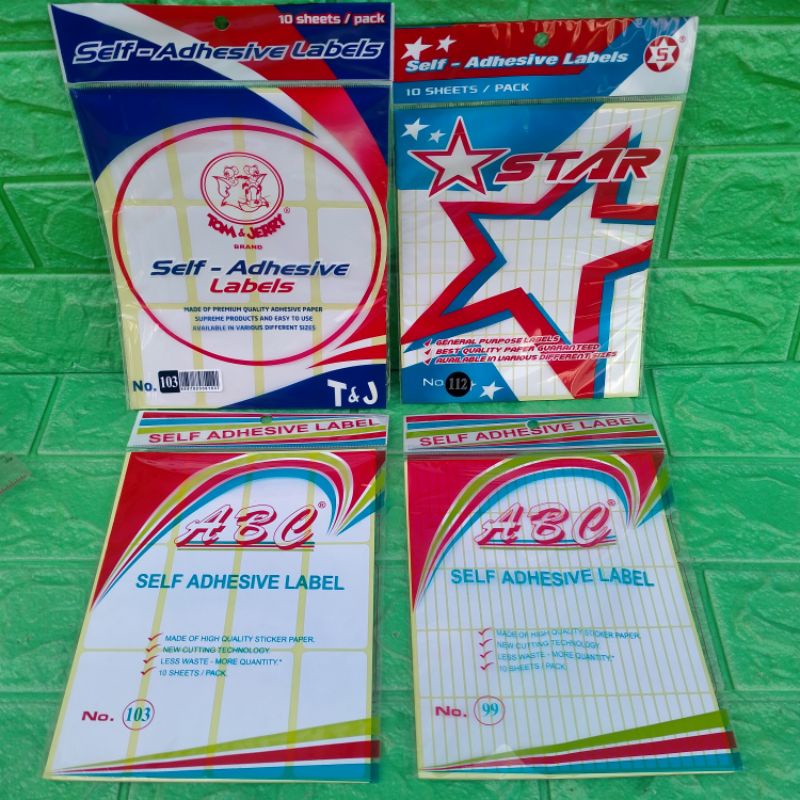 10 sheets / pack
Self - Adhesive Labels
TOM & JERRY ®
BRAND
Self - Adhesive
Labels
MADE OF PREMIUM QUALITY ADHESIVE PAPER
SUPREME PRODUCTS AND EASY TO USE
AVAILABLE IN VARIOUS DIFFERENT SIZES
No. 103
T&J
Self - Adhesive Labels
S ®
10 SHEETS / PACK
STAR
GENERAL PURPOSE LABELS
BEST QUALITY PAPER GUARANTEED
AVAILABLE IN VARIOUS DIFFERENT SIZES
No 112
SELF ADHESIVE LABEL
ABC ®
SELF ADHESIVE LABEL
MADE OF HIGH QUALITY STICKER PAPER.
NEW CUTTING TECHNOLOGY.
LESS WASTE - MORE QUANTITY.*
10 SHEETS / PACK.
No. 103
SELF ADHESIVE LABEL
ABC ®
SELF ADHESIVE LABEL
MADE OF HIGH QUALITY STICKER PAPER.
NEW CUTTING TECHNOLOGY.
LESS WASTE - MORE QUANTITY.*
10 SHEETS / PACK.
No. 99